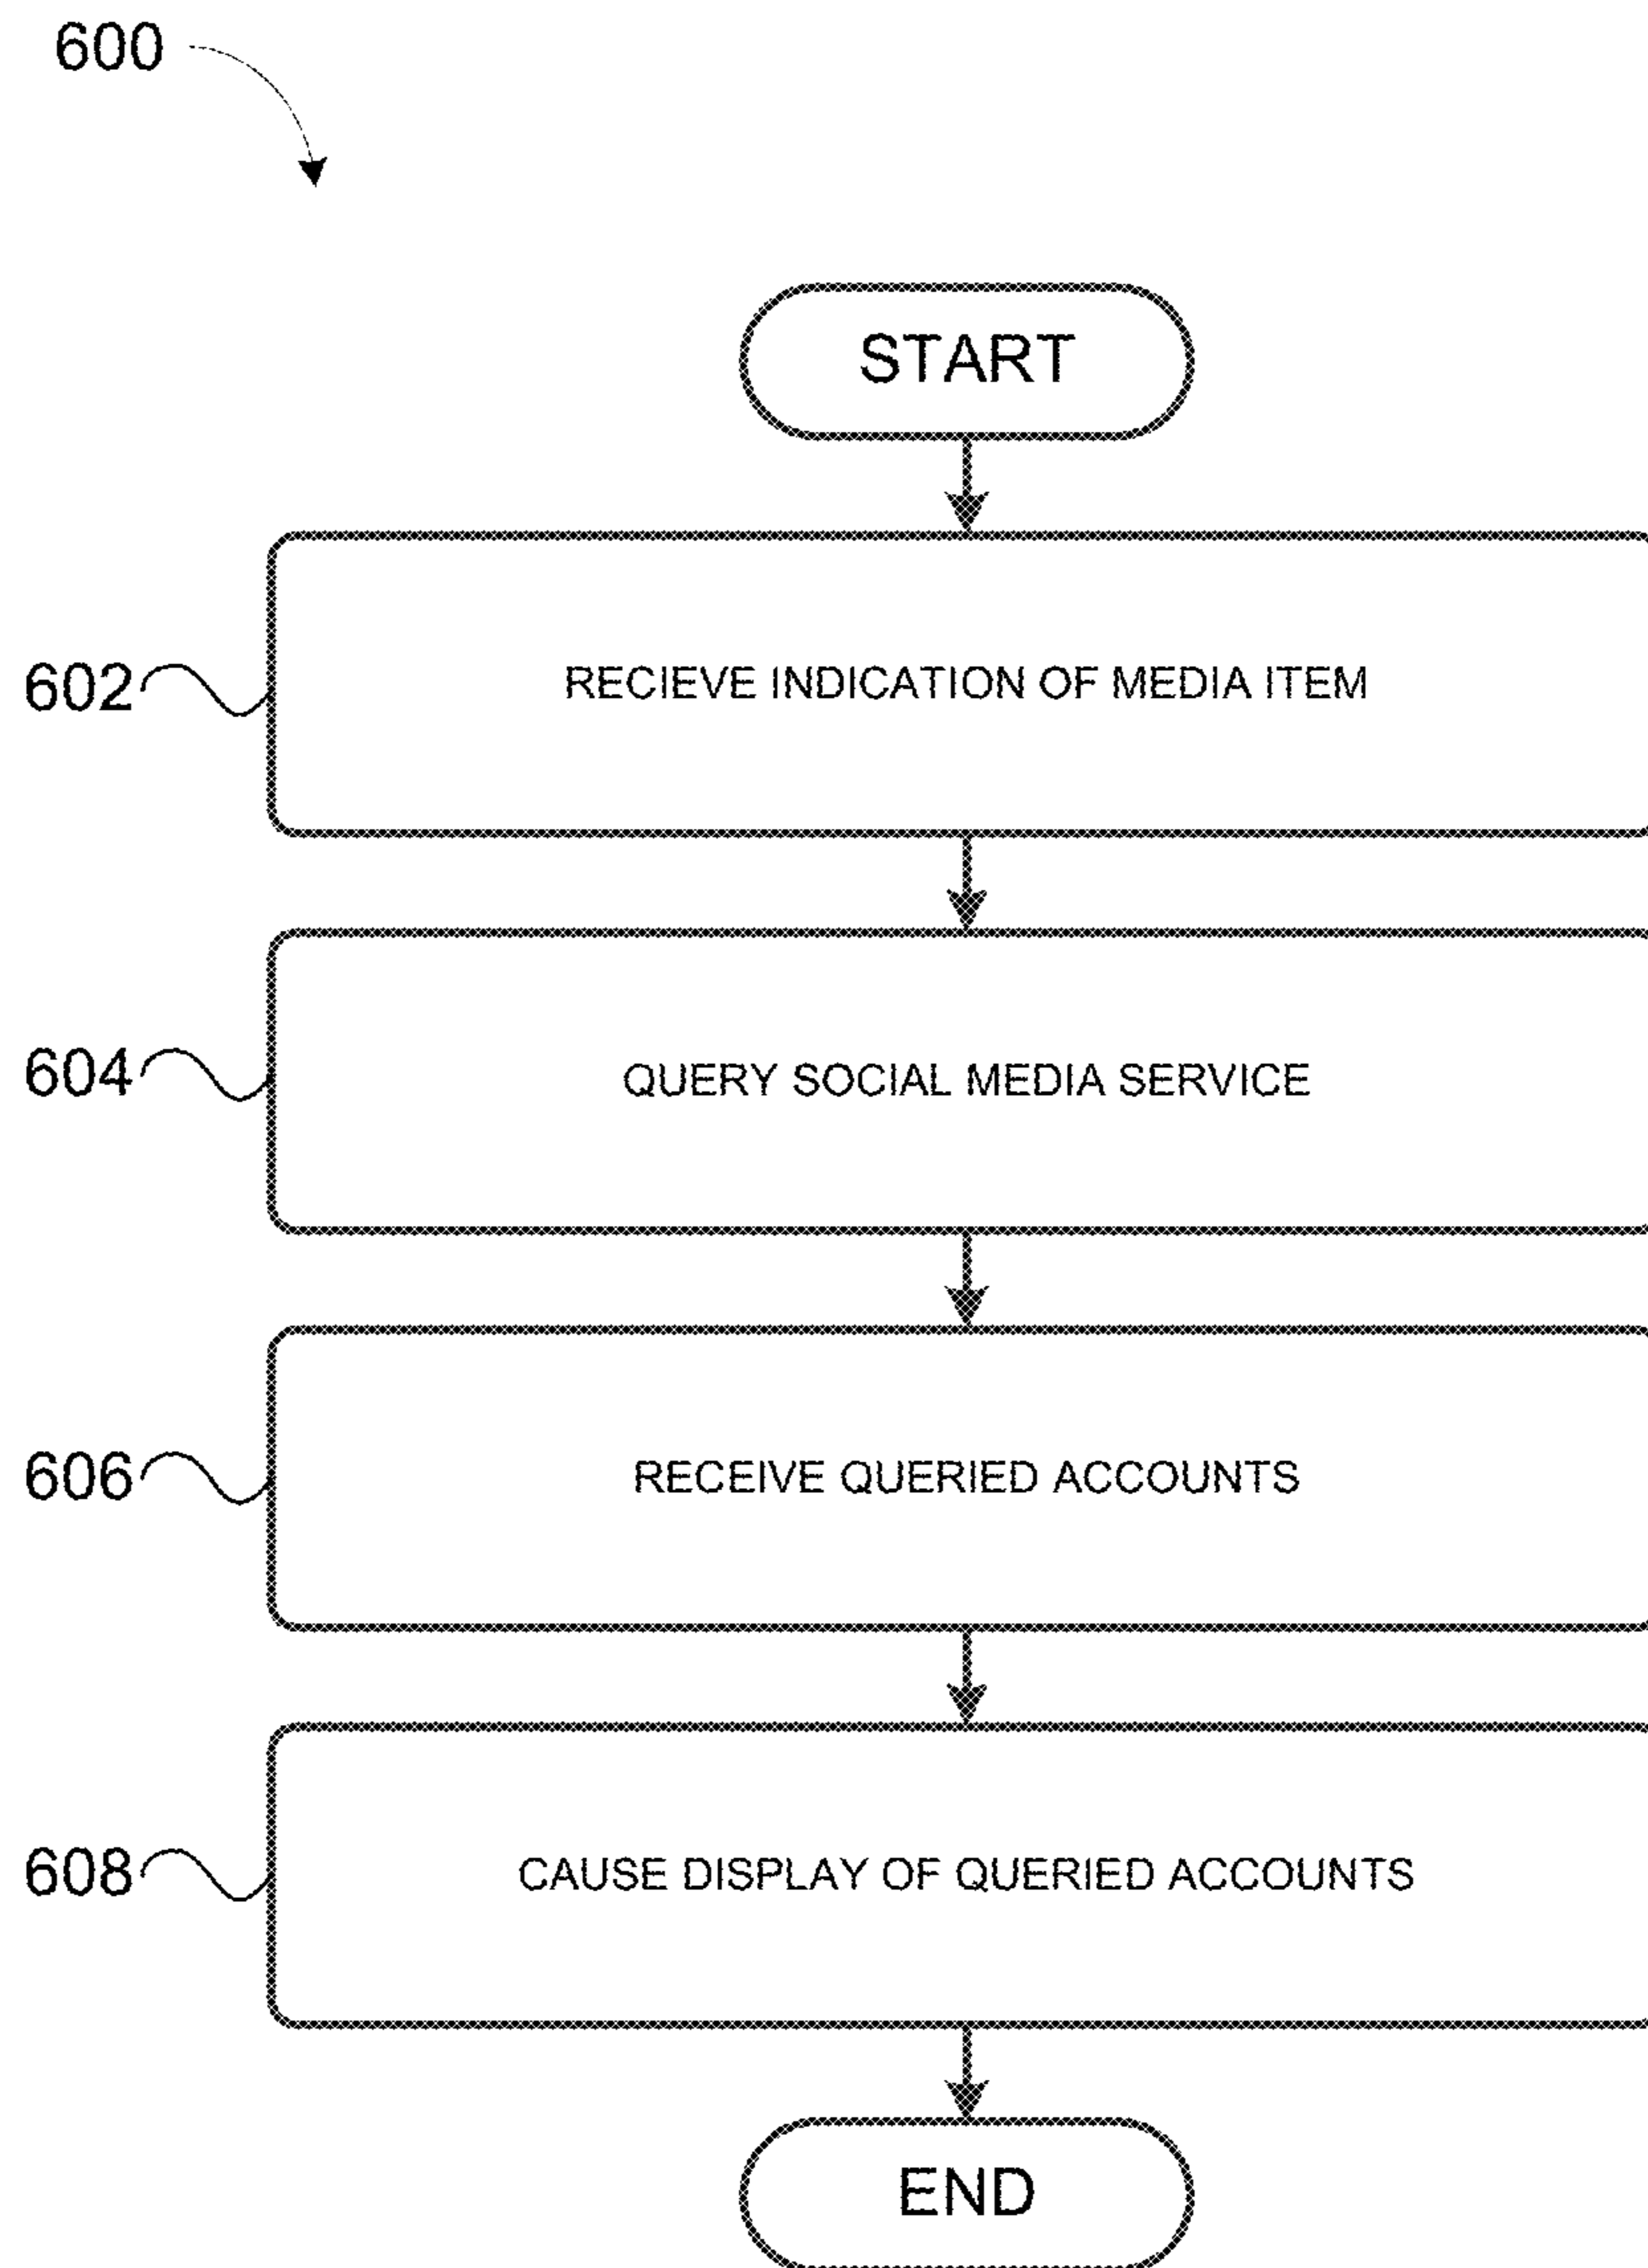 600
START
602 RECIEVE INDICATION OF MEDIA ITEM
604 QUERY SOCIAL MEDIA SERVICE
606 RECEIVE QUERIED ACCOUNTS
608 CAUSE DISPLAY OF QUERIED ACCOUNTS
END